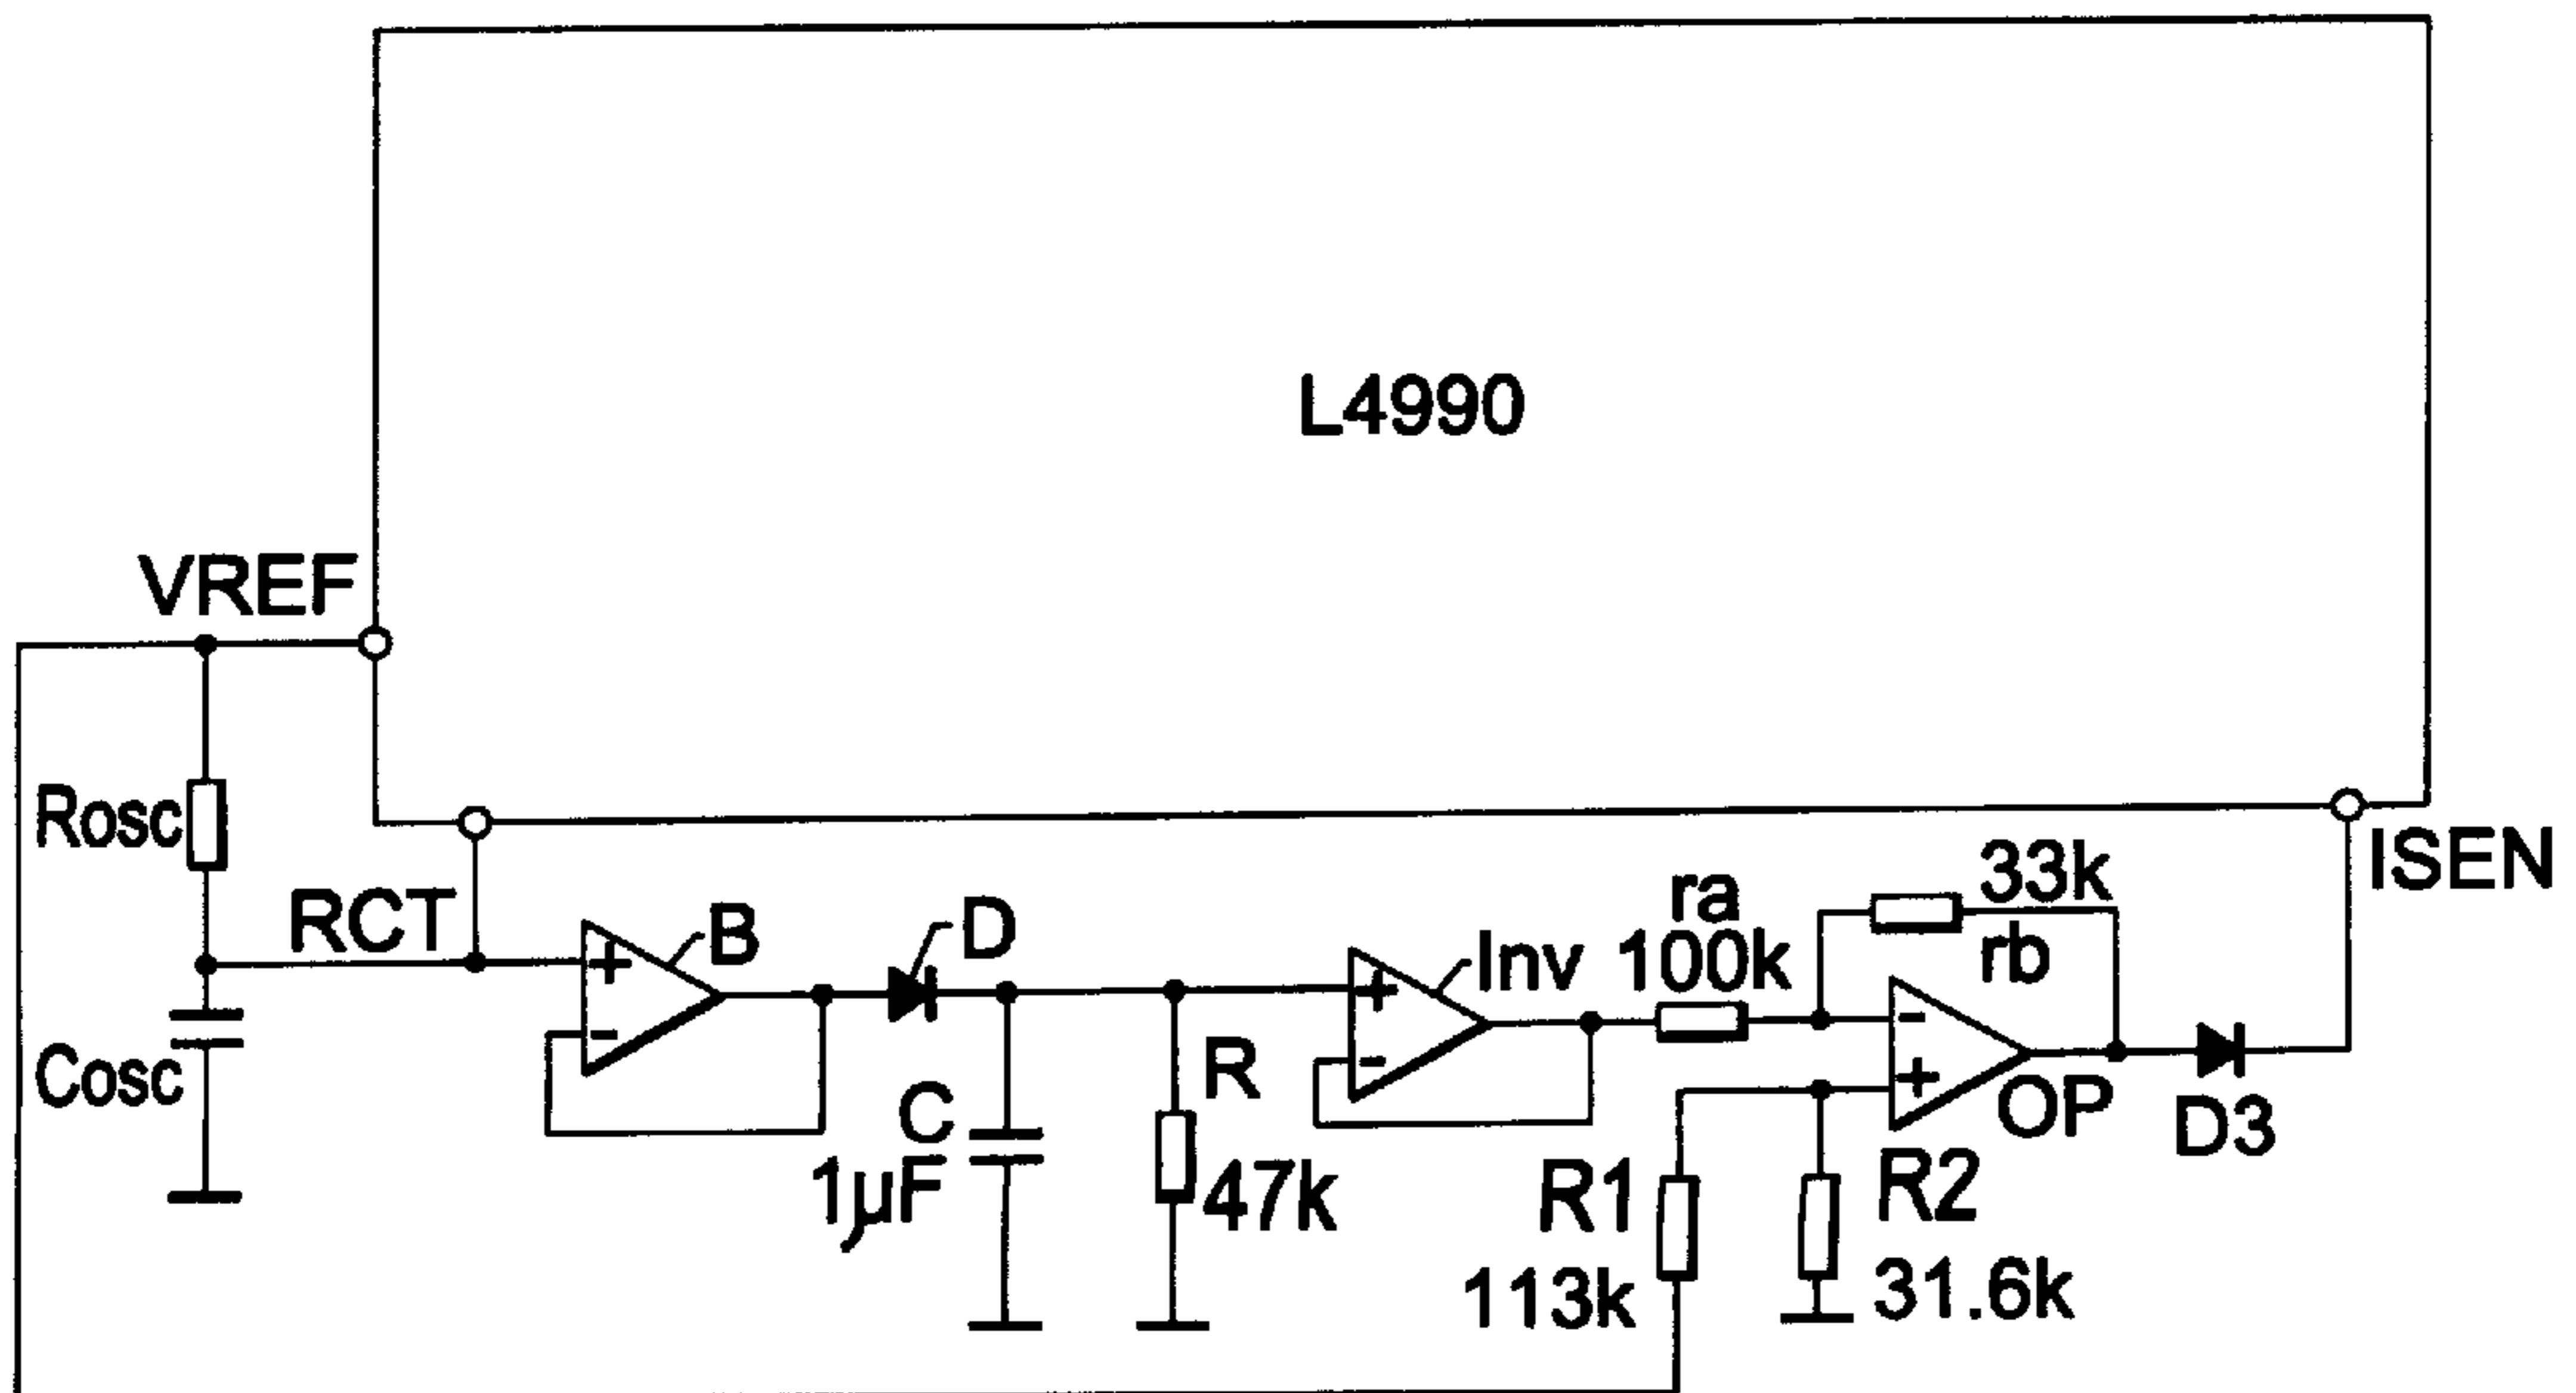 L4990
VREF
Rosc
RCT
Cosc
B
D
C
1µF
R
47k
Inv
ra
100k
33k
rb
OP
R1
113k
R2
31.6k
D3
ISEN
+
-
+
-
-
+